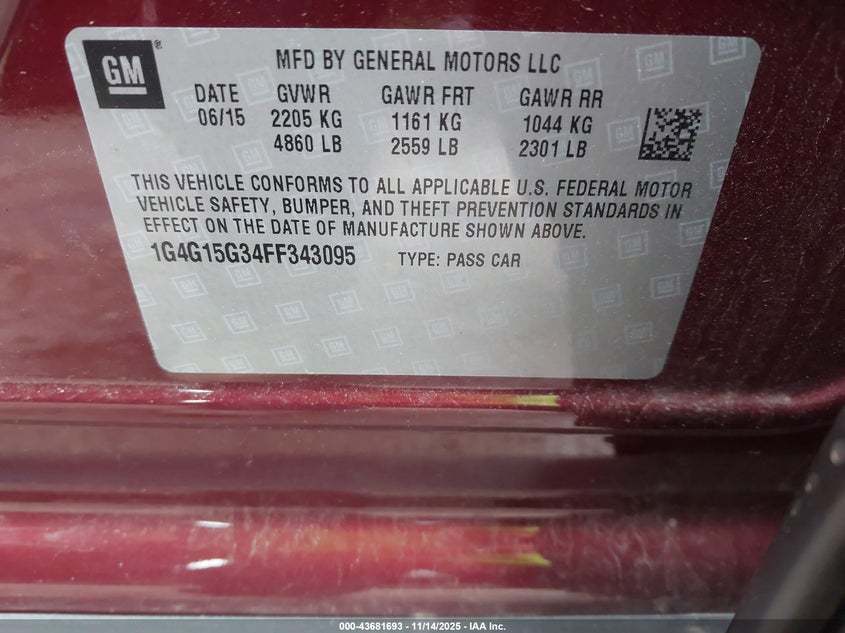 GM
MFD BY GENERAL MOTORS LLC
DATE GVWR GAWR FRT GAWR RR
06/15 2205 KG 1161 KG 1044 KG
4860 LB 2559 LB 2301 LB
THIS VEHICLE CONFORMS TO ALL APPLICABLE U.S. FEDERAL MOTOR
VEHICLE SAFETY, BUMPER, AND THEFT PREVENTION STANDARDS IN
EFFECT ON THE DATE OF MANUFACTURE SHOWN ABOVE.
1G4G15G34FF343095 TYPE: PASS CAR
000-43681693 - 11/14/2025 - IAA Inc.